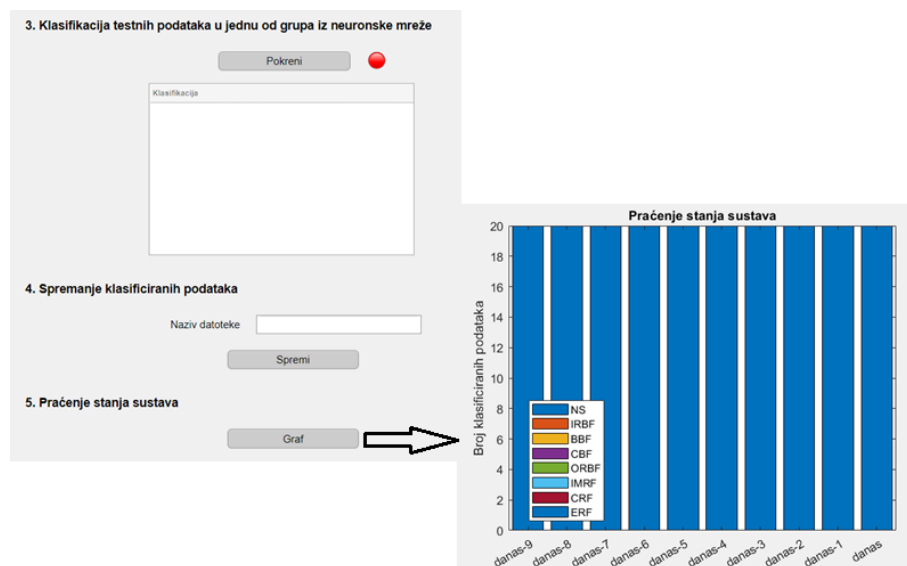 3. Klasifikacija testnih podataka u jednu od grupa iz neuronske mreže
Pokreni
Klasifikacija
4. Spremanje klasificiranih podataka
Naziv datoteke
Spremi
5. Praćenje stanja sustava
Graf
Praćenje stanja sustava
Broj klasificiranih podataka
20
18
16
14
12
10
8
6
4
2
0
NS
IRBF
BBF
CBF
ORBF
IMRF
CRF
ERF
danas-9
danas-8
danas-7
danas-6
danas-5
danas-4
danas-3
danas-2
danas-1
danas